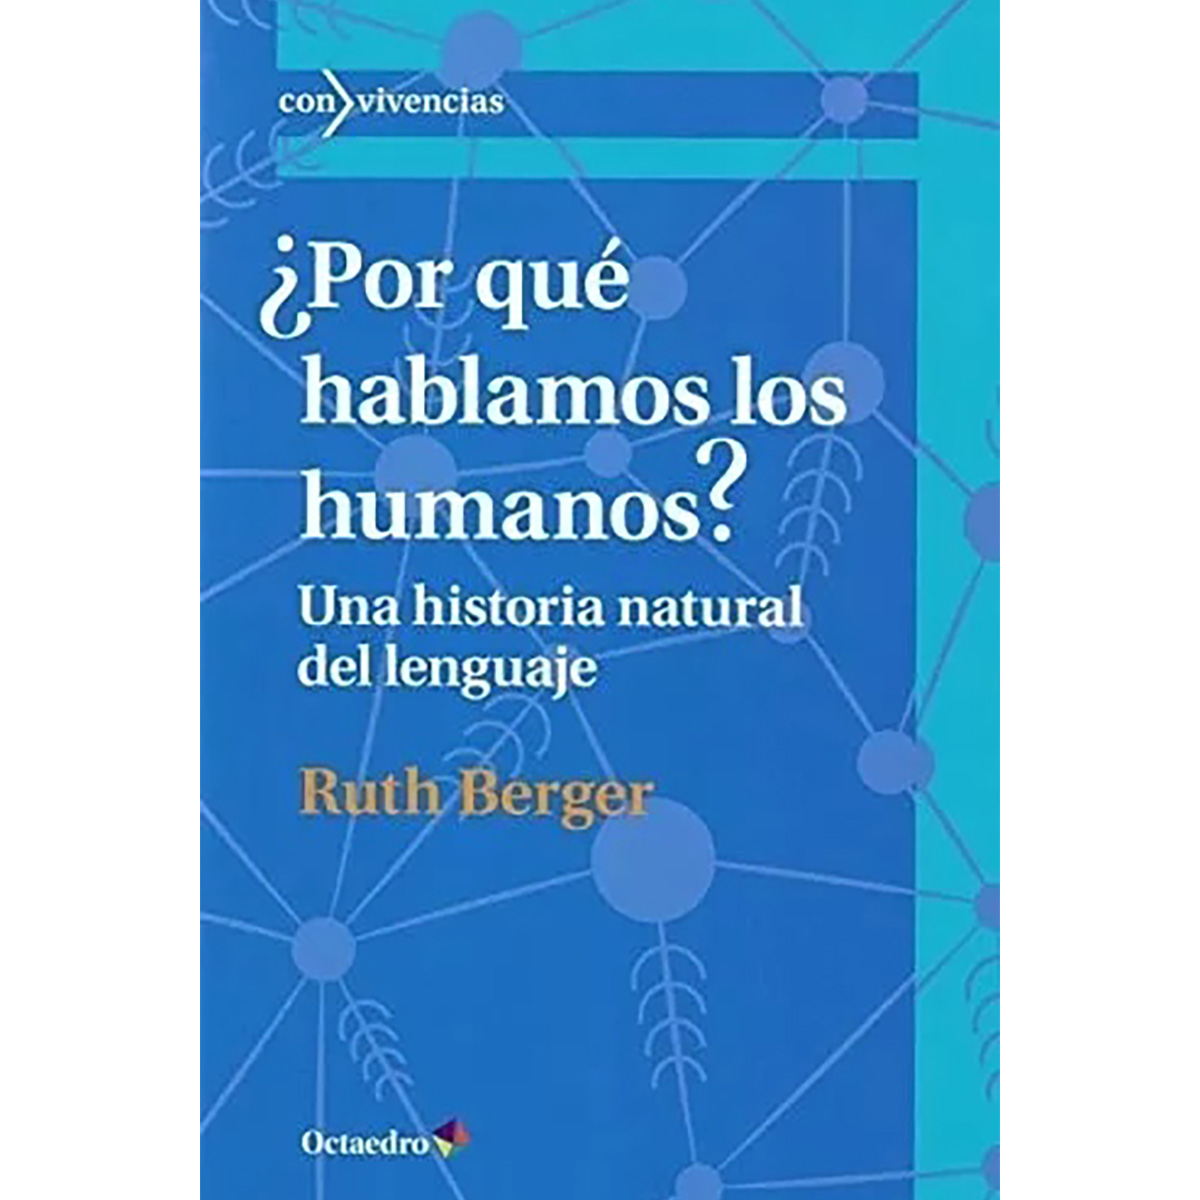 con vivencias
¿Por qué
hablamos los
humanos?
Una historia natural
del lenguaje
Ruth Berger
Octaedro